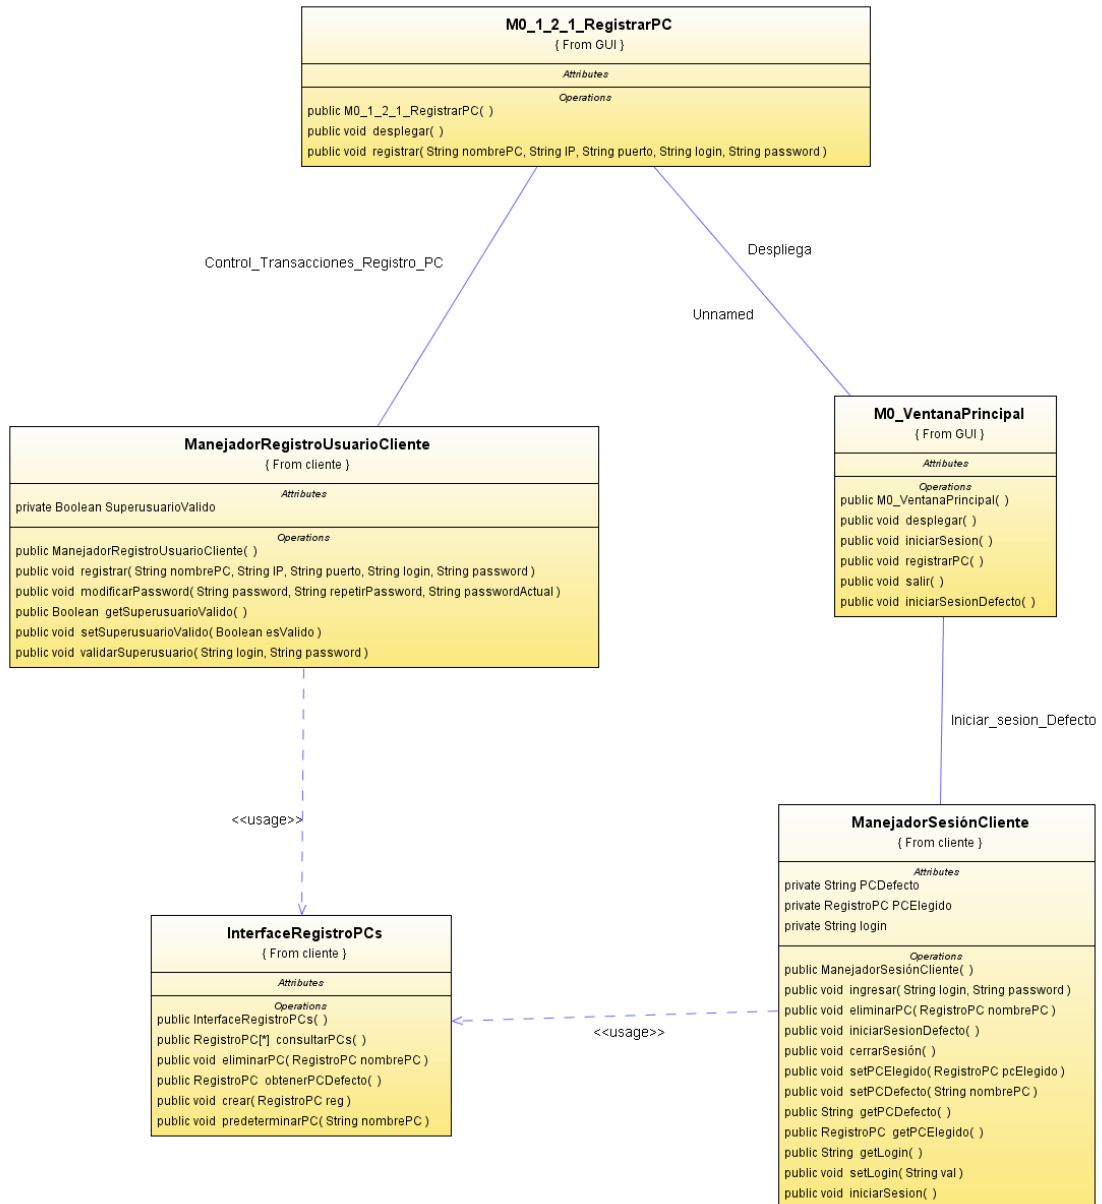 M0_1_2_1_RegistrarPC
{ From GUI }
Attributes
Operations
public M0_1_2_1_RegistrarPC( )
public void desplegar( )
public void registrar( String nombrePC, String IP, String puerto, String login, String password )
Control_Transacciones_Registro_PC
Despliega
Unnamed
ManejadorRegistroUsuarioCliente
{ From cliente }
Attributes
private Boolean SuperusuarioValido
Operations
public ManejadorRegistroUsuarioCliente( )
public void registrar( String nombrePC, String IP, String puerto, String login, String password )
public void modificarPassword( String password, String repetirPassword, String passwordActual )
public Boolean getSuperusuarioValido( )
public void setSuperusuarioValido( Boolean esValido )
public void validarSuperusuario( String login, String password )
M0_VentanaPrincipal
{ From GUI }
Attributes
Operations
public M0_VentanaPrincipal( )
public void desplegar( )
public void iniciarSesion( )
public void registrarPC( )
public void salir( )
public void iniciarSesionDefecto( )
Iniciar_sesion_Defecto
<<usage>>
InterfaceRegistroPCs
{ From cliente }
Attributes
Operations
public InterfaceRegistroPCs( )
public RegistroPC[*] consultarPCs( )
public void eliminarPC( RegistroPC nombrePC )
public RegistroPC obtenerPCDefecto( )
public void crear( RegistroPC reg )
public void predeterminarPC( String nombrePC )
<<usage>>
ManejadorSesiónCliente
{ From cliente }
Attributes
private String PCDefecto
private RegistroPC PCElegido
private String login
Operations
public ManejadorSesiónCliente( )
public void ingresar( String login, String password )
public void eliminarPC( RegistroPC nombrePC )
public void iniciarSesionDefecto( )
public void cerrarSesión( )
public void setPCElegido( RegistroPC pcElegido )
public void setPCDefecto( String nombrePC )
public String getPCDefecto( )
public RegistroPC getPCElegido( )
public String getLogin( )
public void setLogin( String val )
public void iniciarSesion( )